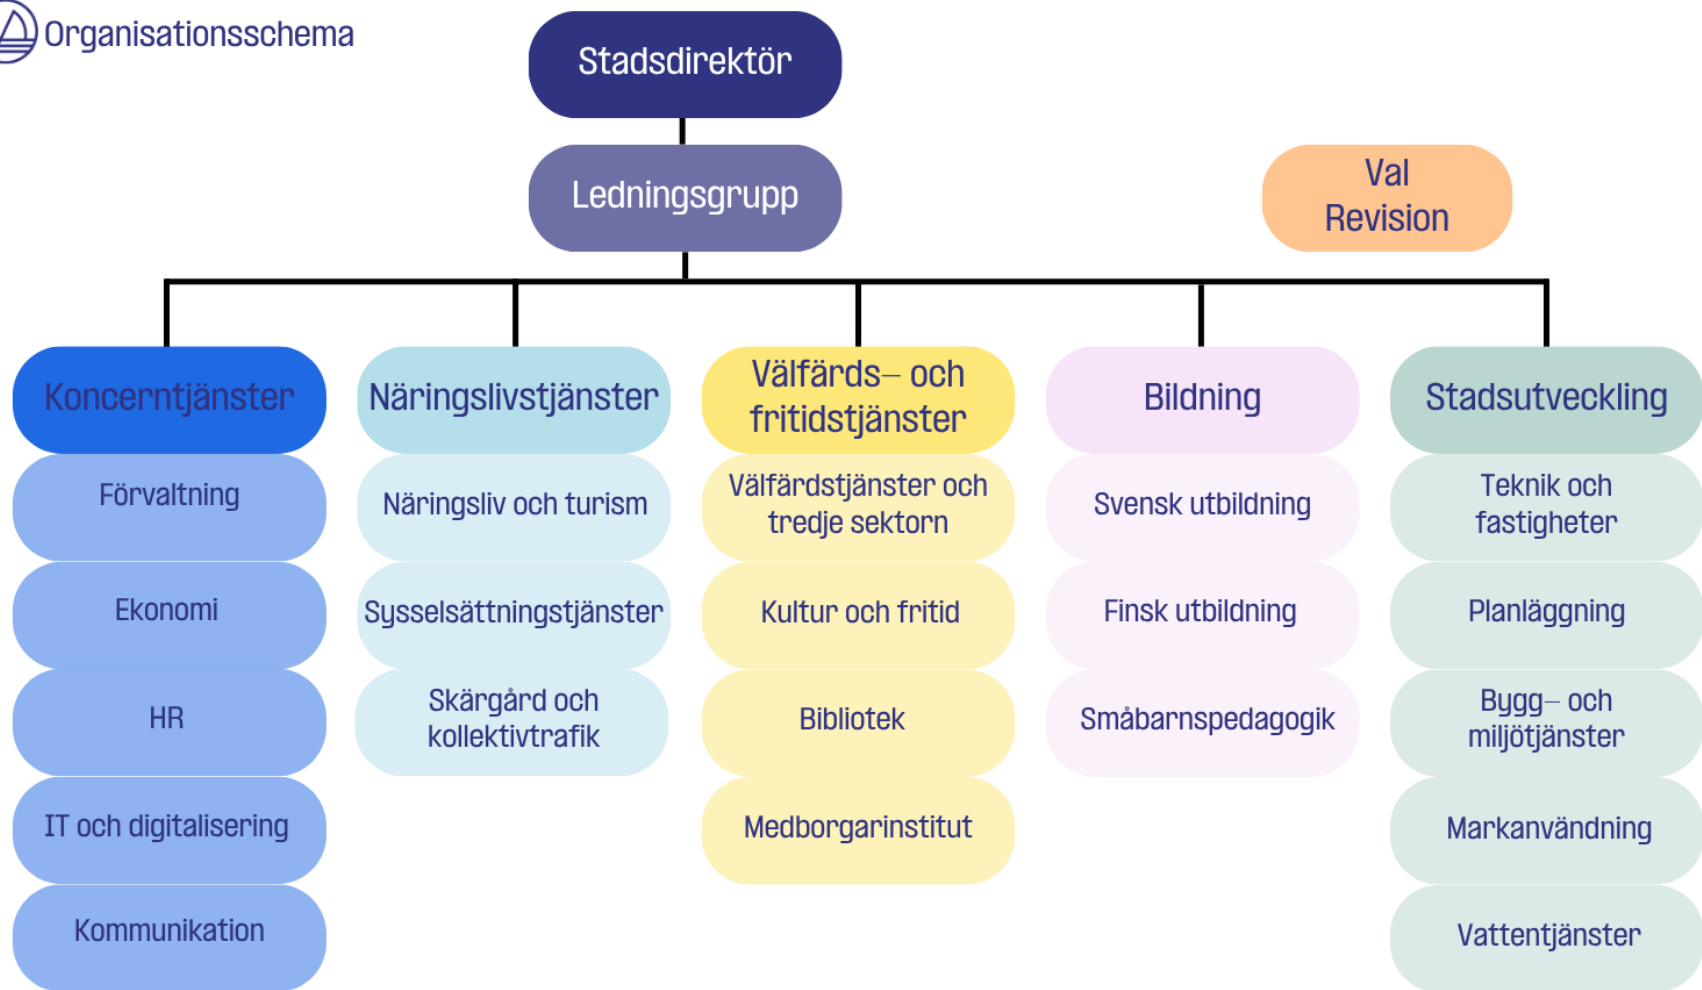 Organisationsschema
Stadsdirektör
Ledningsgrupp
Val
Revision
Koncerntjänster
Förvaltning
Ekonomi
HR
IT och digitalisering
Kommunikation
Näringslivstjänster
Näringsliv och turism
Sysselsättningstjänster
Skärgård och
kollektivtrafik
Välfärds– och
fritidstjänster
Välfärdstjänster och
tredje sektorn
Kultur och fritid
Bibliotek
Medborgarinstitut
Bildning
Svensk utbildning
Finsk utbildning
Småbarnspedagogik
Stadsutveckling
Teknik och
fastigheter
Planläggning
Bygg– och
miljötjänster
Markanvändning
Vattentjänster